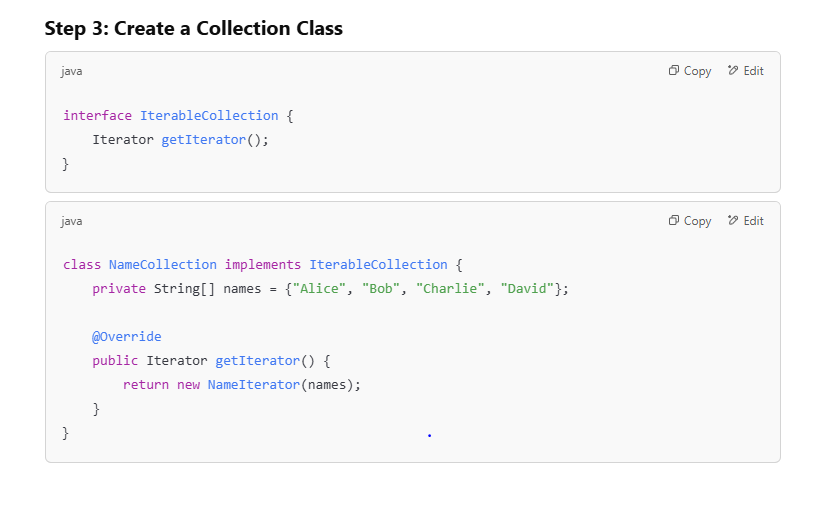 Step 3: Create a Collection Class
java Copy Edit
interface IterableCollection {
    Iterator getIterator();
}
java Copy Edit
class NameCollection implements IterableCollection {
    private String[] names = {"Alice", "Bob", "Charlie", "David"};
    @Override
    public Iterator getIterator() {
        return new NameIterator(names);
    }
}